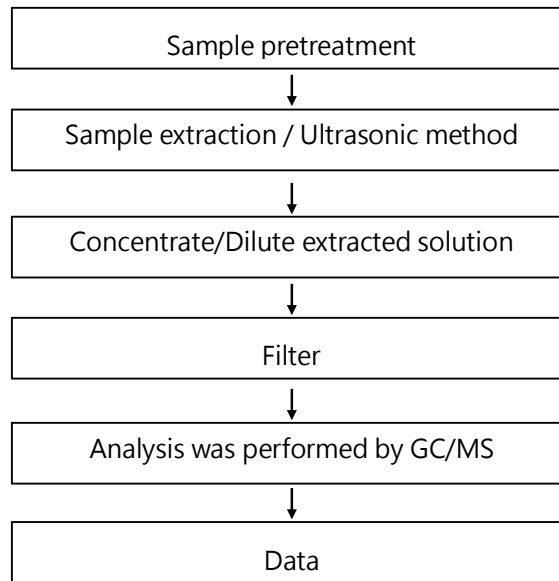 Sample pretreatment
Sample extraction / Ultrasonic method
Concentrate/Dilute extracted solution
Filter
Analysis was performed by GC/MS
Data